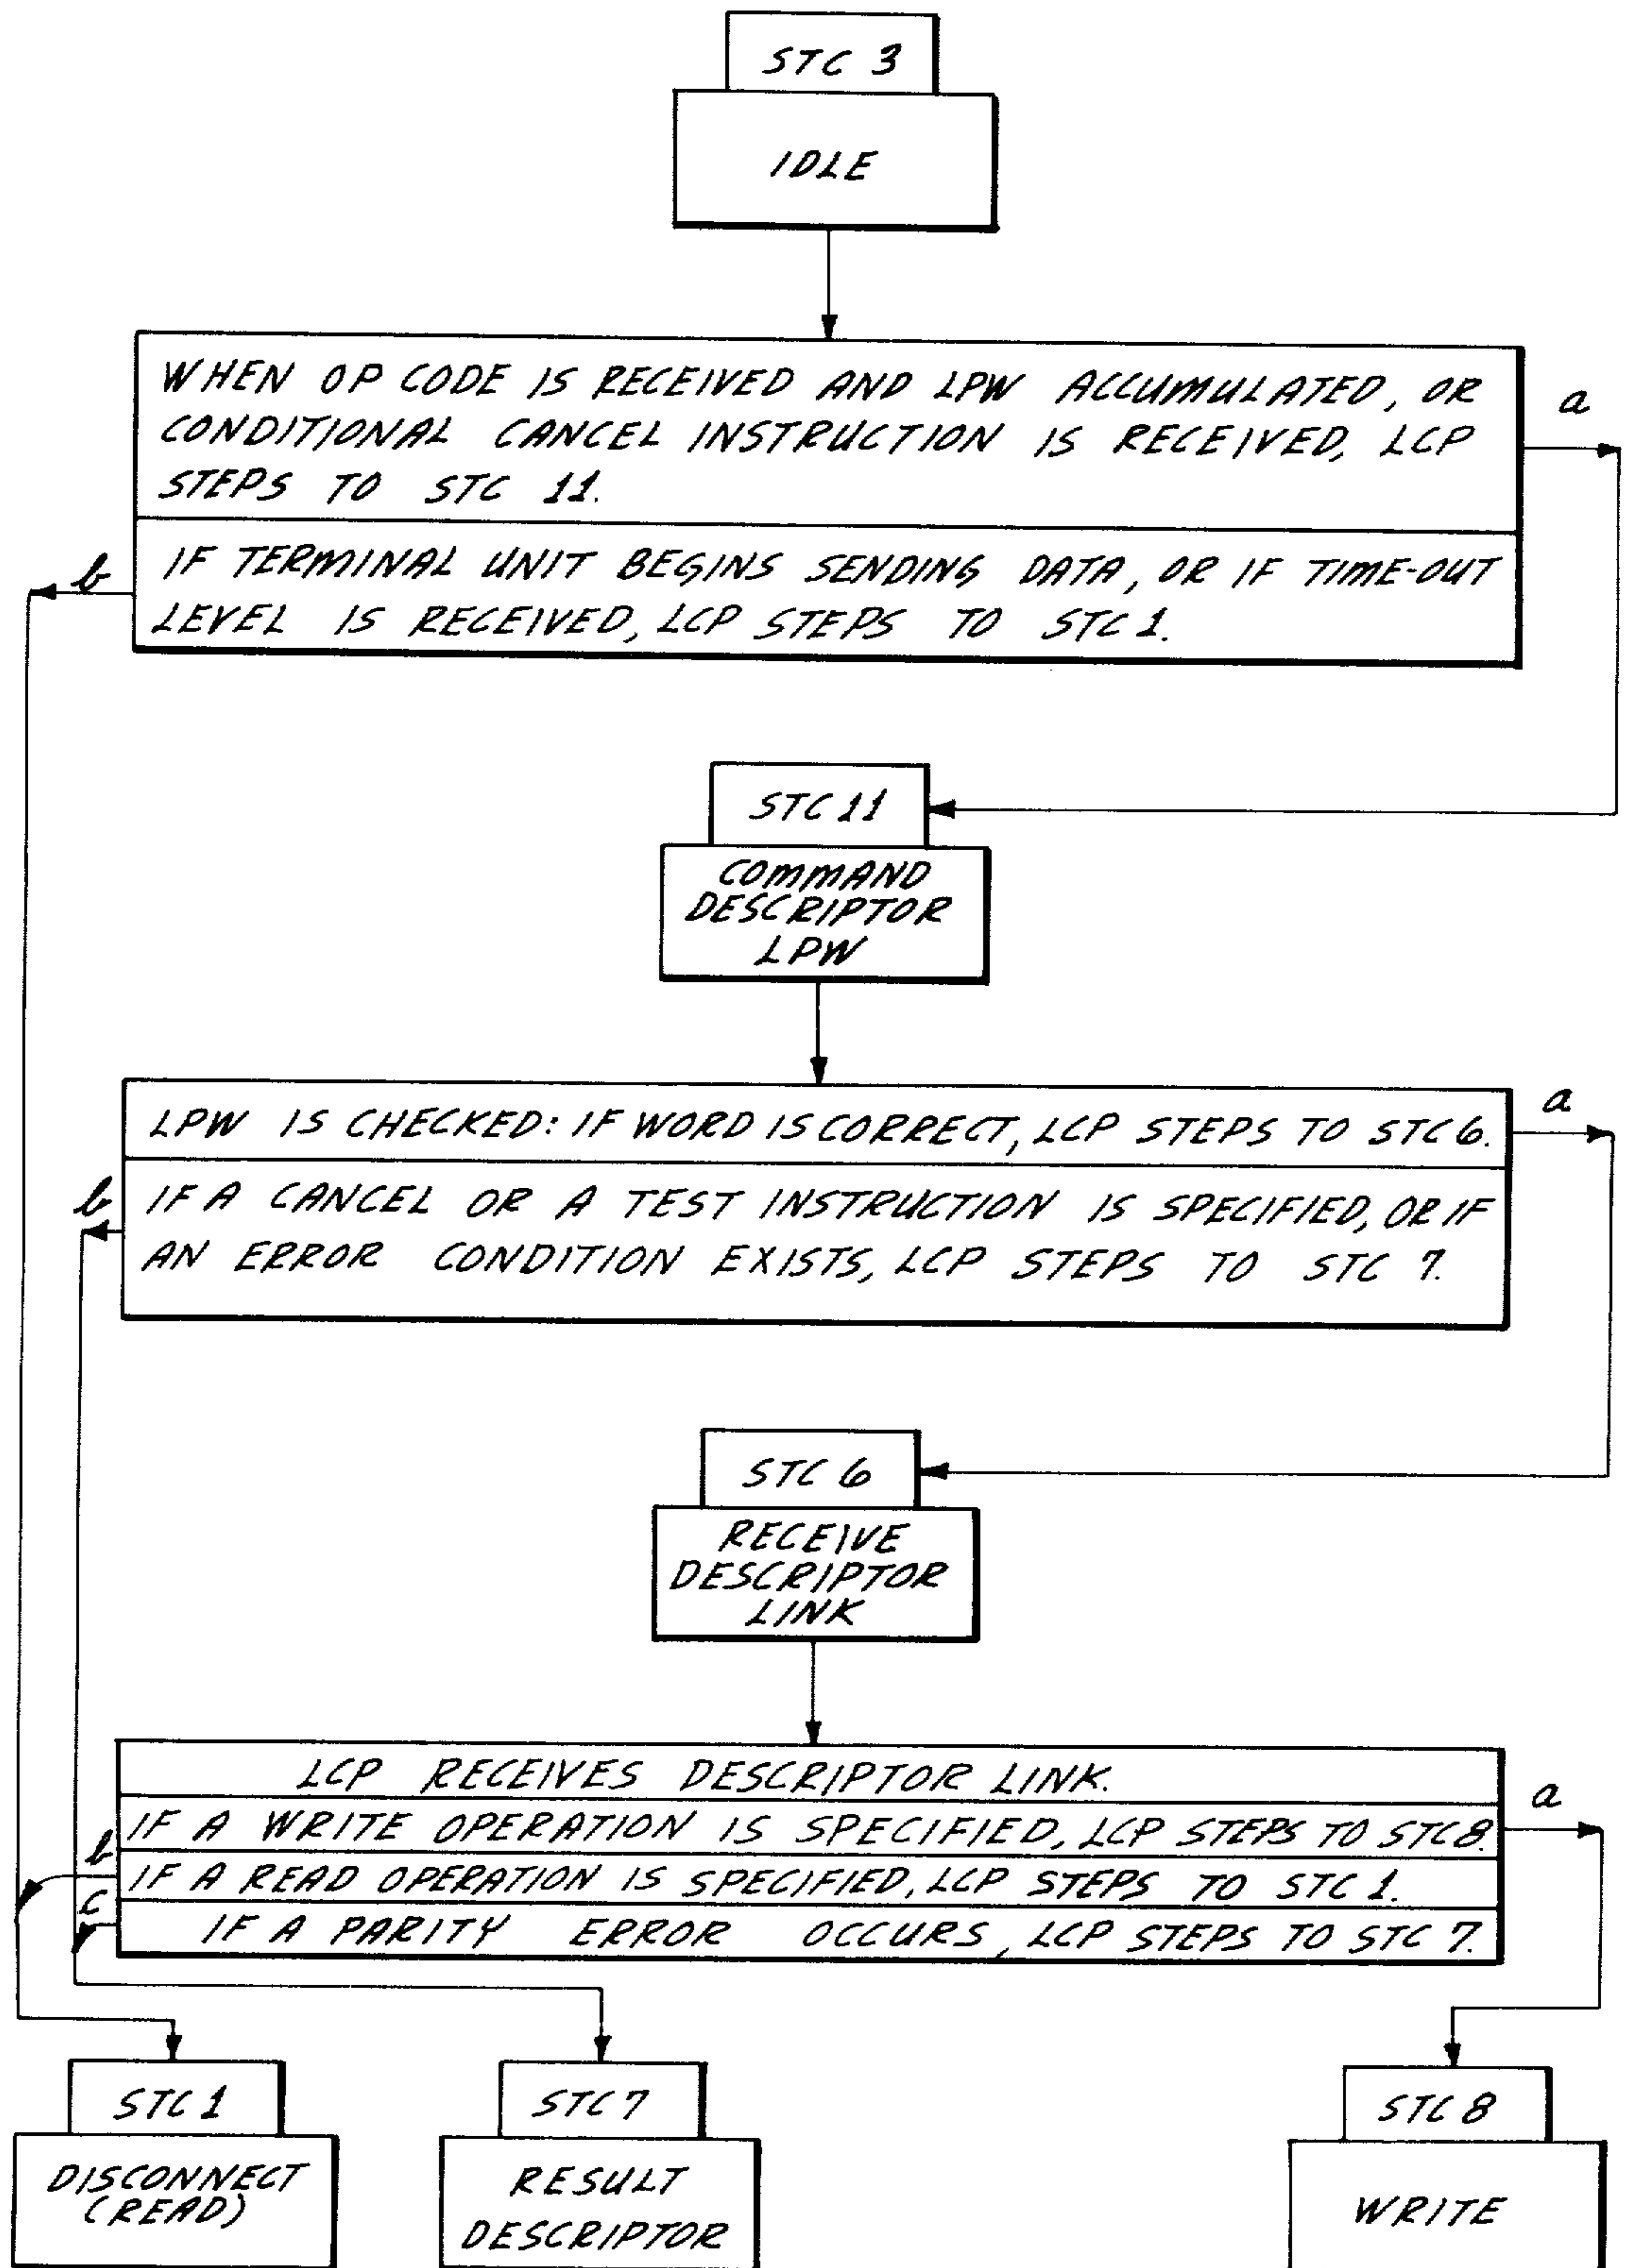 STC 3
IDLE
WHEN OP CODE IS RECEIVED AND LPW ACCUMULATED, OR
CONDITIONAL CANCEL INSTRUCTION IS RECEIVED, LCP
STEPS TO STC 11.
a
b
IF TERMINAL UNIT BEGINS SENDING DATA, OR IF TIME-OUT
LEVEL IS RECEIVED, LCP STEPS TO STC 1.
STC 11
COMMAND
DESCRIPTOR
LPW
LPW IS CHECKED: IF WORD IS CORRECT, LCP STEPS TO STC 6.
a
b
IF A CANCEL OR A TEST INSTRUCTION IS SPECIFIED, OR IF
AN ERROR CONDITION EXISTS, LCP STEPS TO STC 7.
STC 6
RECEIVE
DESCRIPTOR
LINK
LCP RECEIVES DESCRIPTOR LINK.
IF A WRITE OPERATION IS SPECIFIED, LCP STEPS TO STC 8.
a
b
IF A READ OPERATION IS SPECIFIED, LCP STEPS TO STC 1.
c
IF A PARITY ERROR OCCURS, LCP STEPS TO STC 7.
STC 1
DISCONNECT
(READ)
STC 7
RESULT
DESCRIPTOR
STC 8
WRITE